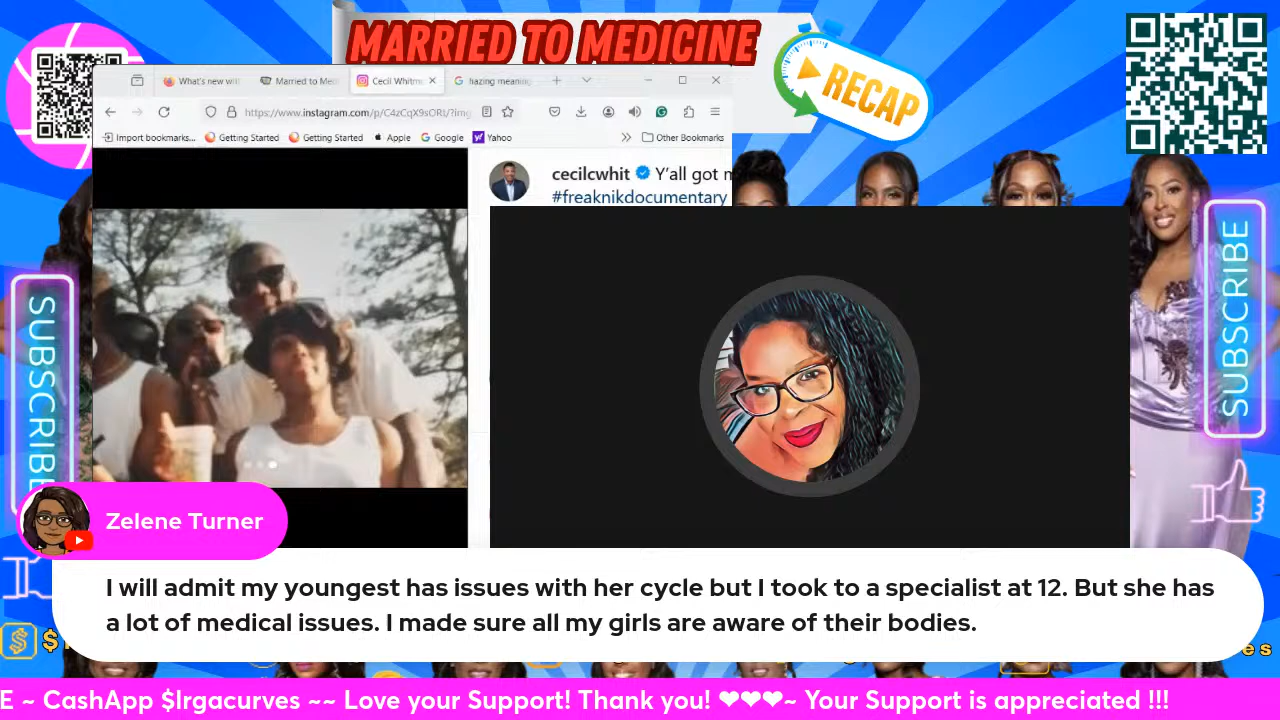 MARRIED TO MEDICINE
RECAP
What's new wit
Married to Med
Cecil Whitm
hazing meaning
https://www.instagram.com/p/C4zCqX9sORt/?img
Import bookmarks...
Getting Started
Getting Started
Apple
Google
Yahoo
Other Bookmarks
cecilcwhit Y'all got m
#freaknikdocumentary
SUBSCRIBE
SUBSCRIBE
Zelene Turner
I will admit my youngest has issues with her cycle but I took to a specialist at 12. But she has
a lot of medical issues. I made sure all my girls are aware of their bodies.
E ~ CashApp $lrgacurves ~~ Love your Support! Thank you! ❤❤❤~ Your Support is appreciated !!!